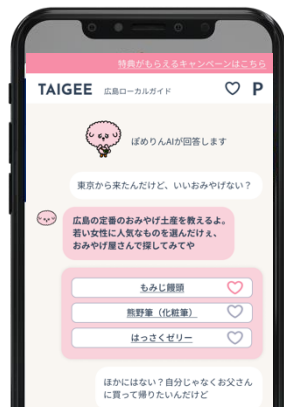 特典がもらえるキャンペーンはこちら
TAIGEE 広島ローカルガイド P
ぽめりんAIが回答します
東京から来たんだけど、いいおみやげない？
広島の定番のおみやげ土産を教えるよ。
若い女性に人気なものを選んだけぇ、
おみやげ屋さんで探してみてや
もみじ饅頭
熊野筆（化粧筆）
はっさくゼリー
ほかにはない？自分じゃなくお父さん
に買って帰りたいんだけど